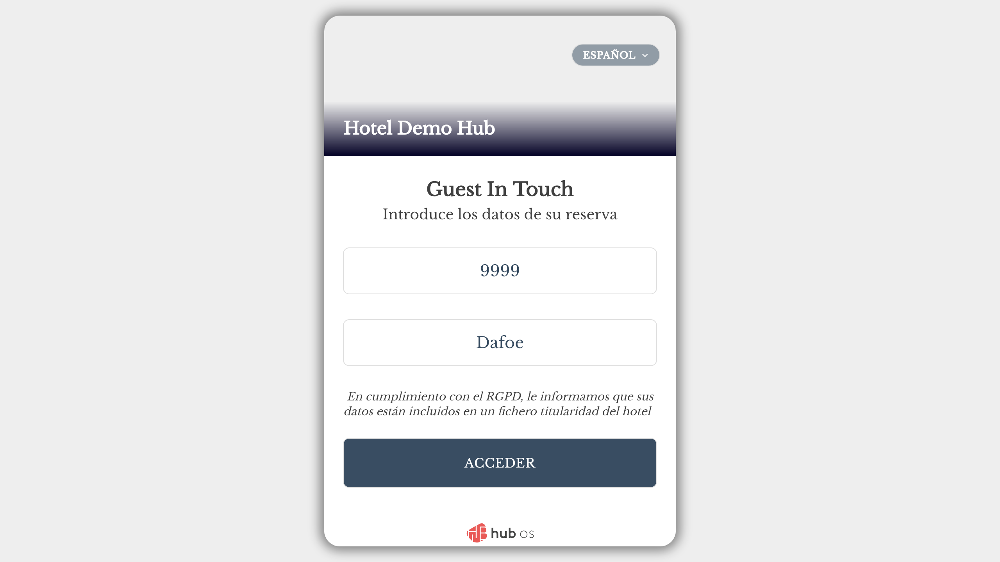 ESPAÑOL
Hotel Demo Hub
Guest In Touch
Introduce los datos de su reserva
9999
Dafoe
En cumplimiento con el RGPD, le informamos que sus
datos están incluidos en un fichero titularidad del hotel
ACCEDER
hub os